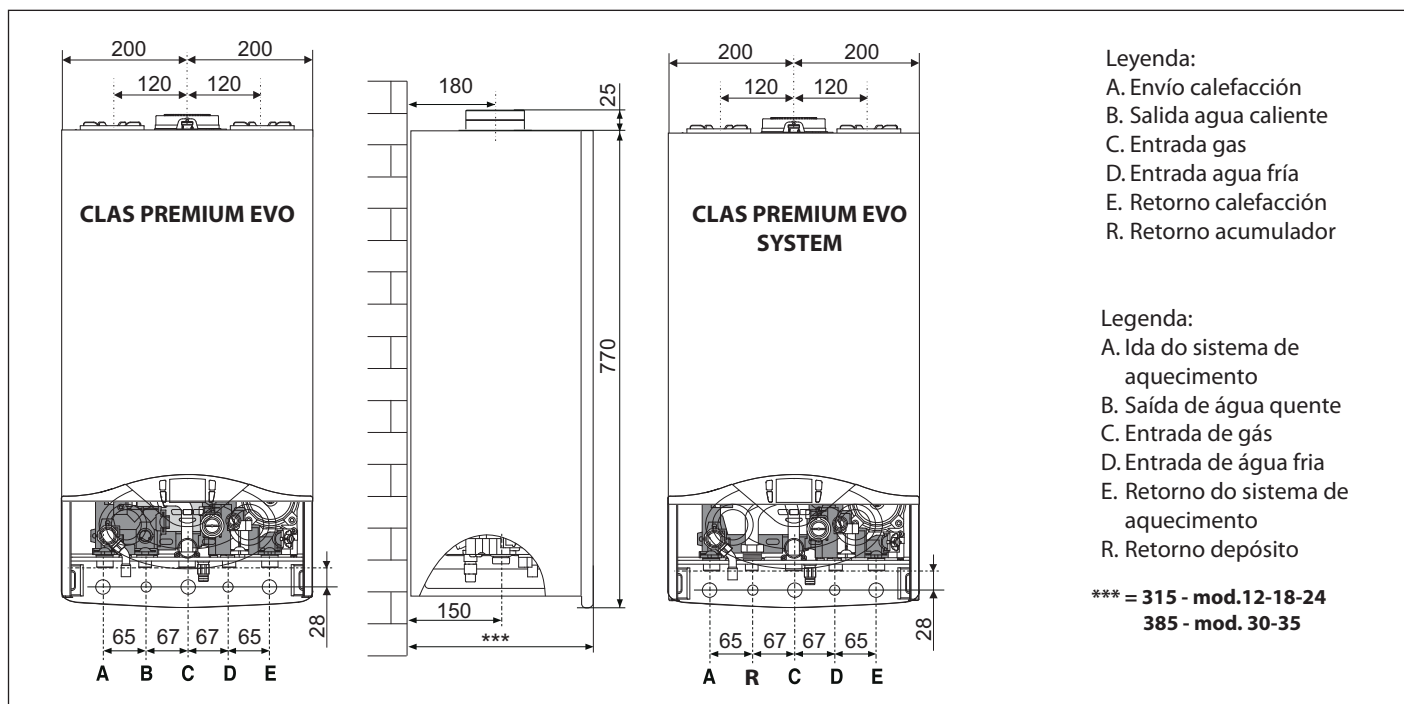 200 200
120 120
CLAS PREMIUM EVO
28
65 67 67 65
A B C D E
180
25
770
150
***
200 200
120 120
CLAS PREMIUM EVO
SYSTEM
28
65 67 67 65
A R C D E
Leyenda:
A. Envío calefacción
B. Salida agua caliente
C. Entrada gas
D. Entrada agua fría
E. Retorno calefacción
R. Retorno acumulador
Legenda:
A. Ida do sistema de
aquecimento
B. Saída de água quente
C. Entrada de gás
D. Entrada de água fria
E. Retorno do sistema de
aquecimento
R. Retorno depósito
*** = 315 - mod.12-18-24
385 - mod. 30-35